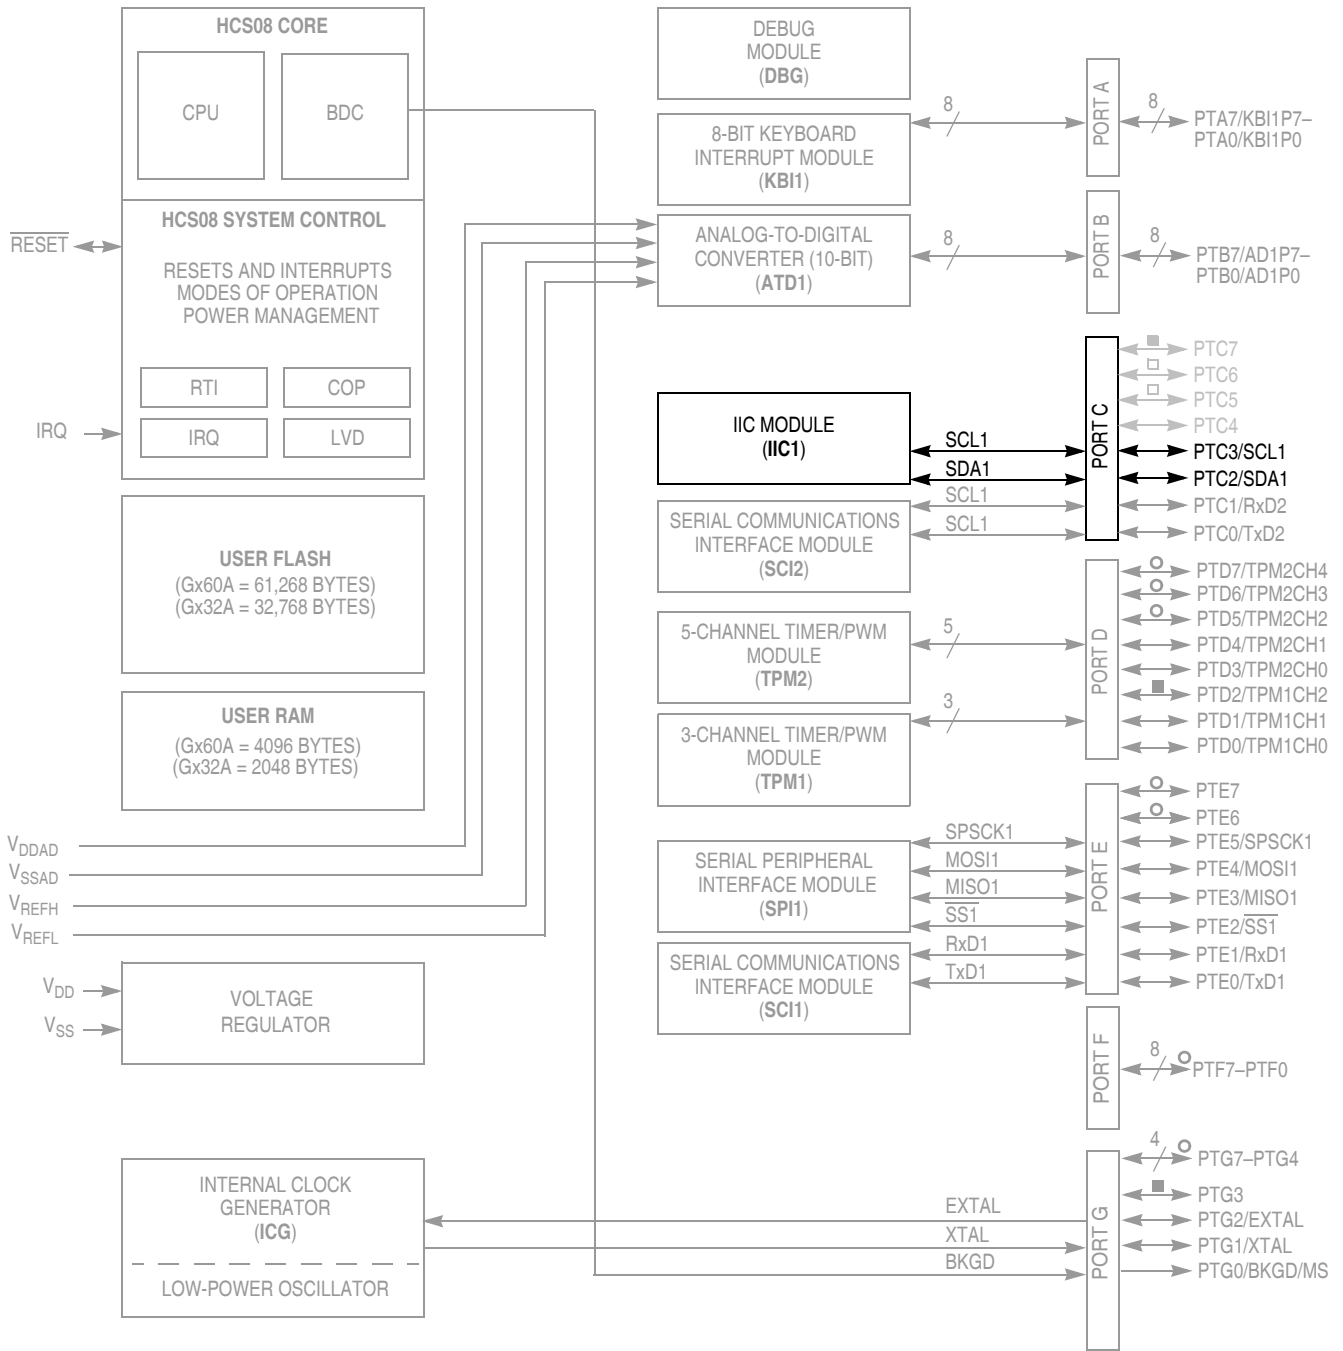 HCS08 CORE
CPU
BDC
HCS08 SYSTEM CONTROL
RESETS AND INTERRUPTS
MODES OF OPERATION
POWER MANAGEMENT
RTI
COP
IRQ
LVD
RESET
IRQ
USER FLASH
(Gx60A = 61,268 BYTES)
(Gx32A = 32,768 BYTES)
USER RAM
(Gx60A = 4096 BYTES)
(Gx32A = 2048 BYTES)
VDDAD
VSSAD
VREFH
VREFL
VDD
VSS
VOLTAGE
REGULATOR
INTERNAL CLOCK
GENERATOR
(ICG)
LOW-POWER OSCILLATOR
DEBUG
MODULE
(DBG)
8-BIT KEYBOARD
INTERRUPT MODULE
(KBI1)
8
PORT A
8
PTA7/KBI1P7–
PTA0/KBI1P0
ANALOG-TO-DIGITAL
CONVERTER (10-BIT)
(ATD1)
8
PORT B
8
PTB7/AD1P7–
PTB0/AD1P0
IIC MODULE
(IIC1)
SCL1
SDA1
SERIAL COMMUNICATIONS
INTERFACE MODULE
(SCI2)
SCL1
SCL1
PORT C
PTC7
PTC6
PTC5
PTC4
PTC3/SCL1
PTC2/SDA1
PTC1/RxD2
PTC0/TxD2
5-CHANNEL TIMER/PWM
MODULE
(TPM2)
5
3-CHANNEL TIMER/PWM
MODULE
(TPM1)
3
PORT D
PTD7/TPM2CH4
PTD6/TPM2CH3
PTD5/TPM2CH2
PTD4/TPM2CH1
PTD3/TPM2CH0
PTD2/TPM1CH2
PTD1/TPM1CH1
PTD0/TPM1CH0
SERIAL PERIPHERAL
INTERFACE MODULE
(SPI1)
SPSCK1
MOSI1
MISO1
SS1
SERIAL COMMUNICATIONS
INTERFACE MODULE
(SCI1)
RxD1
TxD1
PORT E
PTE7
PTE6
PTE5/SPSCK1
PTE4/MOSI1
PTE3/MISO1
PTE2/SS1
PTE1/RxD1
PTE0/TxD1
PORT F
8
PTF7–PTF0
EXTAL
XTAL
BKGD
PORT G
4
PTG7–PTG4
PTG3
PTG2/EXTAL
PTG1/XTAL
PTG0/BKGD/MS